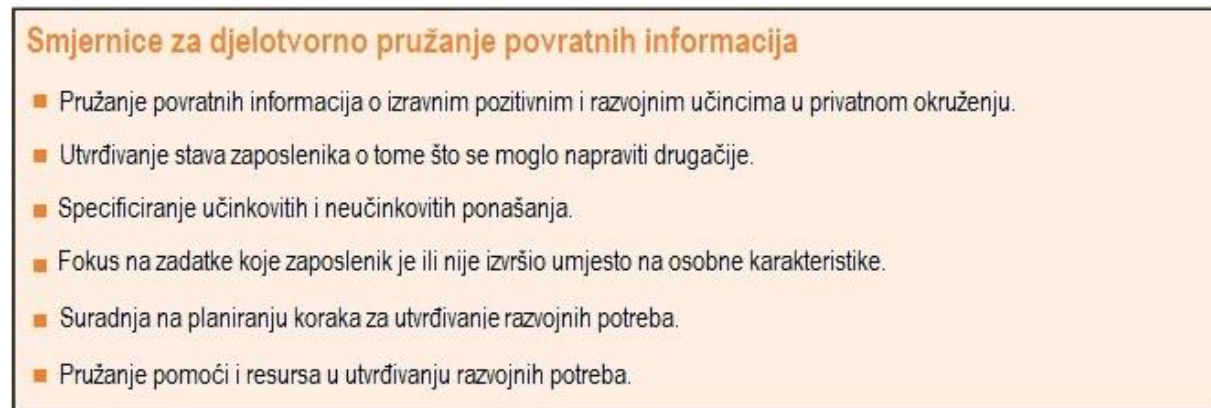 Smjernice za djelotvorno pružanje povratnih informacija
▪ Pružanje povratnih informacija o izravnim pozitivnim i razvojnim učincima u privatnom okruženju.
▪ Utvrđivanje stava zaposlenika o tome što se moglo napraviti drugačije.
▪ Specificiranje učinkovitih i neučinkovitih ponašanja.
▪ Fokus na zadatke koje zaposlenik je ili nije izvršio umjesto na osobne karakteristike.
▪ Suradnja na planiranju koraka za utvrđivanje razvojnih potreba.
▪ Pružanje pomoći i resursa u utvrđivanju razvojnih potreba.